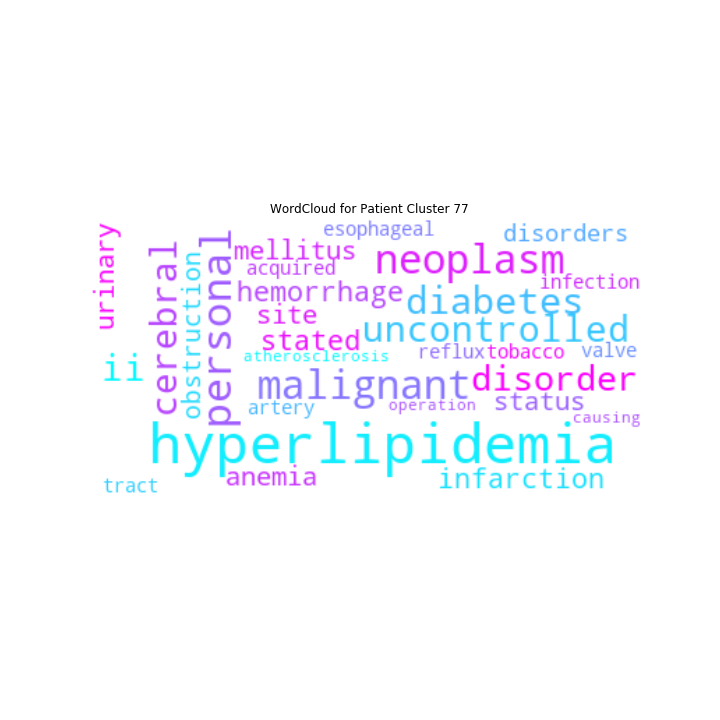 WordCloud for Patient Cluster 77
urinary
cerebral
obstruction
personal
esophageal
disorders
mellitus
neoplasm
acquired
infection
hemorrhage
diabetes
site
uncontrolled
stated
atherosclerosis
reflux
tobacco
valve
ii
malignant
disorder
artery
operation
status
causing
hyperlipidemia
anemia
infarction
tract